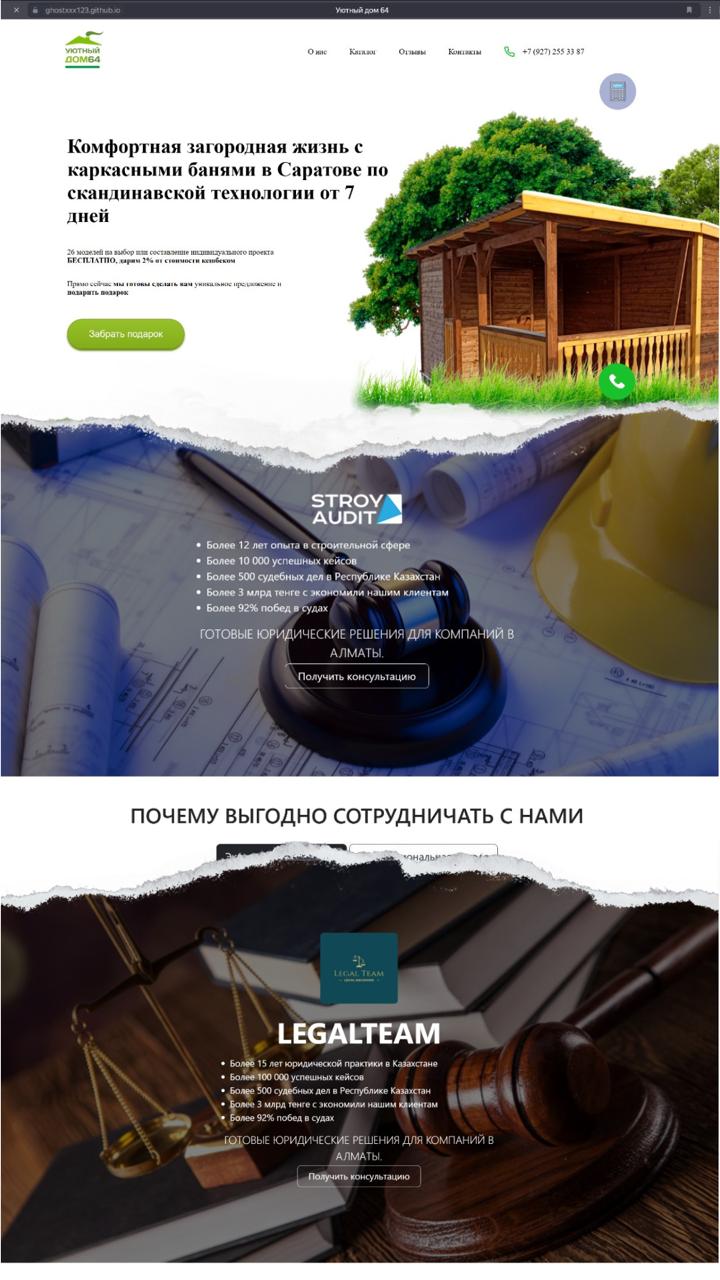 ghostxxx123.github.io
Уютный дом 64
УЮТНЫЙ
ДОМ64
О нас Каталог Отзывы Контакты +7 (927) 255 33 87
Комфортная загородная жизнь с
каркасными банями в Саратове по
скандинавской технологии от 7
дней
26 моделей на выбор или составление индивидуального проекта
БЕСПЛАТНО, дарим 2% от стоимости кешбеком
Прямо сейчас мы готовы сделать вам уникальное предложение и
подарить подарок
Забрать подарок
STROY
AUDIT
Более 12 лет опыта в строительной сфере
Более 10 000 успешных кейсов
Более 500 судебных дел в Республике Казахстан
Более 3 млрд тенге с экономили нашим клиентам
Более 92% побед в судах
ГОТОВЫЕ ЮРИДИЧЕСКИЕ РЕШЕНИЯ ДЛЯ КОМПАНИЙ В
АЛМАТЫ.
Получить консультацию
ПОЧЕМУ ВЫГОДНО СОТРУДНИЧАТЬ С НАМИ
LEGAL TEAM
LEGALTEAM
Более 15 лет юридической практики в Казахстане
Более 100 000 успешных кейсов
Более 500 судебных дел в Республике Казахстан
Более 3 млрд тенге с экономили нашим клиентам
Более 92% побед в судах
ГОТОВЫЕ ЮРИДИЧЕСКИЕ РЕШЕНИЯ ДЛЯ КОМПАНИЙ В
АЛМАТЫ.
Получить консультацию